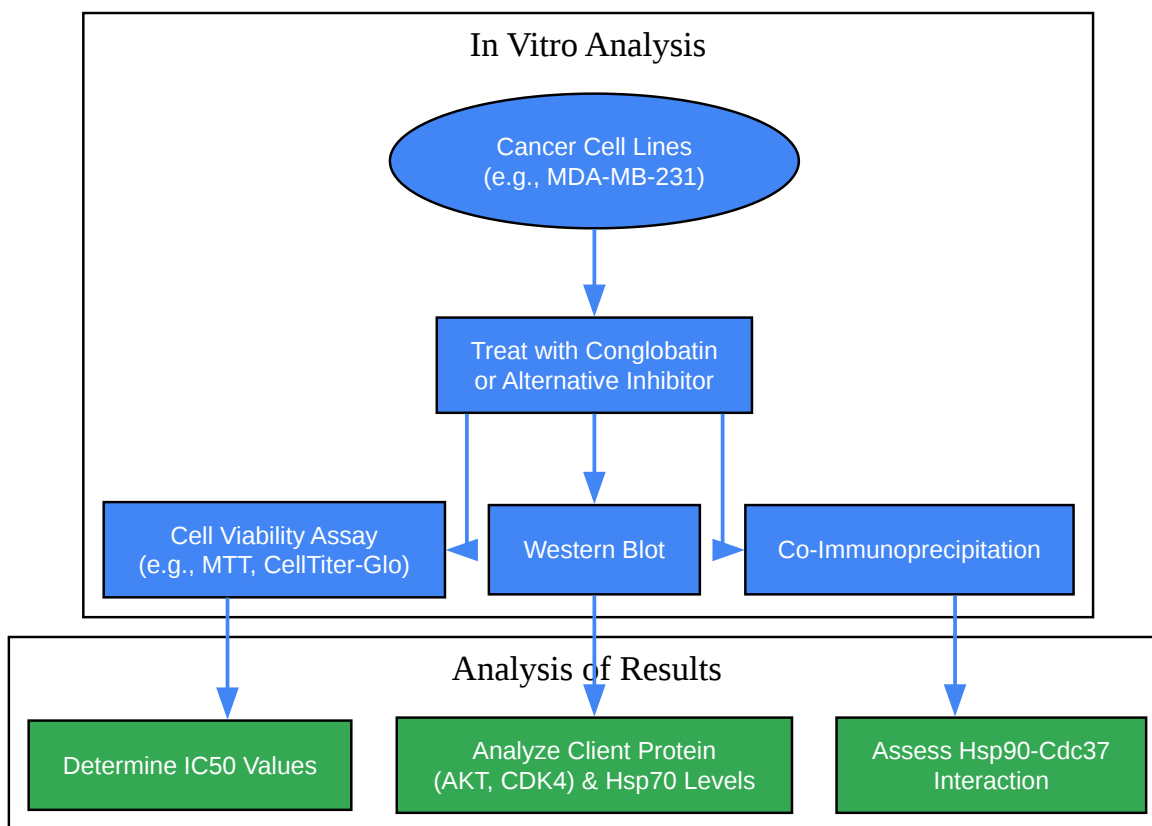 In Vitro Analysis
Cancer Cell Lines
(e.g., MDA-MB-231)
Treat with Conglobatin
or Alternative Inhibitor
Cell Viability Assay
(e.g., MTT, CellTiter-Glo)
Western Blot
Co-Immunoprecipitation
Analysis of Results
Determine IC50 Values
Analyze Client Protein
(AKT, CDK4) & Hsp70 Levels
Assess Hsp90-Cdc37
Interaction